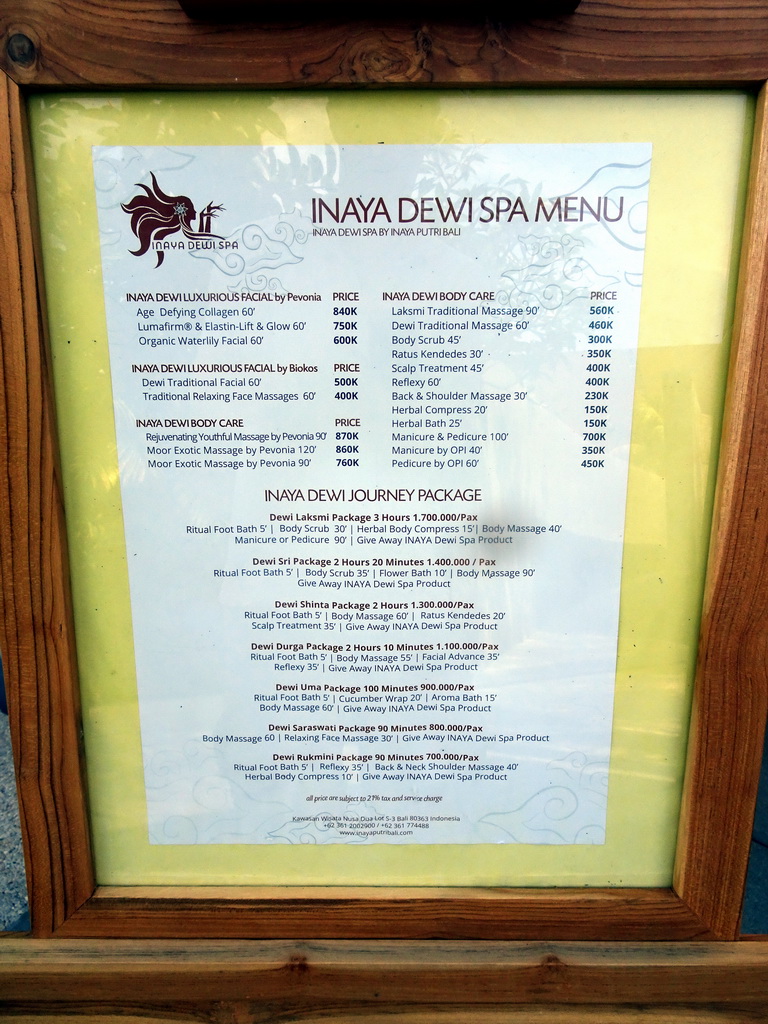 INAYA DEWI SPA
INAYA DEWI SPA MENU
INAYA DEWI SPA BY INAYA PUTRI BALI
INAYA DEWI LUXURIOUS FACIAL by Pevonia PRICE
Age Defying Collagen 60' 840K
Lumafirm® & Elastin-Lift & Glow 60' 750K
Organic Waterlily Facial 60' 600K
INAYA DEWI LUXURIOUS FACIAL by Biokos PRICE
Dewi Traditional Facial 60' 500K
Traditional Relaxing Face Massages 60' 400K
INAYA DEWI BODY CARE PRICE
Rejuvenating Youthful Massage by Pevonia 90' 870K
Moor Exotic Massage by Pevonia 120' 860K
Moor Exotic Massage by Pevonia 90' 760K
INAYA DEWI BODY CARE PRICE
Laksmi Traditional Massage 90' 560K
Dewi Traditional Massage 60' 460K
Body Scrub 45' 300K
Ratus Kendedes 30' 350K
Scalp Treatment 45' 400K
Reflexy 60' 400K
Back & Shoulder Massage 30' 230K
Herbal Compress 20' 150K
Herbal Bath 25' 150K
Manicure & Pedicure 100' 700K
Manicure by OPI 40' 350K
Pedicure by OPI 60' 450K
INAYA DEWI JOURNEY PACKAGE
Dewi Laksmi Package 3 Hours 1.700.000/Pax
Ritual Foot Bath 5' | Body Scrub 30' | Herbal Body Compress 15'| Body Massage 40'
Manicure or Pedicure 90' | Give Away INAYA Dewi Spa Product
Dewi Sri Package 2 Hours 20 Minutes 1.400.000 / Pax
Ritual Foot Bath 5' | Body Scrub 35' | Flower Bath 10' | Body Massage 90'
Give Away INAYA Dewi Spa Product
Dewi Shinta Package 2 Hours 1.300.000/Pax
Ritual Foot Bath 5' | Body Massage 60' | Ratus Kendedes 20'
Scalp Treatment 35' | Give Away INAYA Dewi Spa Product
Dewi Durga Package 2 Hours 10 Minutes 1.100.000/Pax
Ritual Foot Bath 5' | Body Massage 55' | Facial Advance 35'
Reflexy 35' | Give Away INAYA Dewi Spa Product
Dewi Uma Package 100 Minutes 900.000/Pax
Ritual Foot Bath 5' | Cucumber Wrap 20' | Aroma Bath 15'
Body Massage 60' | Give Away INAYA Dewi Spa Product
Dewi Saraswati Package 90 Minutes 800.000/Pax
Body Massage 60 | Relaxing Face Massage 30' | Give Away INAYA Dewi Spa Product
Dewi Rukmini Package 90 Minutes 700.000/Pax
Ritual Foot Bath 5' | Reflexy 35' | Back & Neck Shoulder Massage 40'
Herbal Body Compress 10' | Give Away INAYA Dewi Spa Product
all price are subject to 21% tax and service charge
Kawasan Wisata Nusa Dua Lot S-3 Bali 80363 Indonesia
+62 361 2002900 / +62 361 774488
www.inayaputribali.com